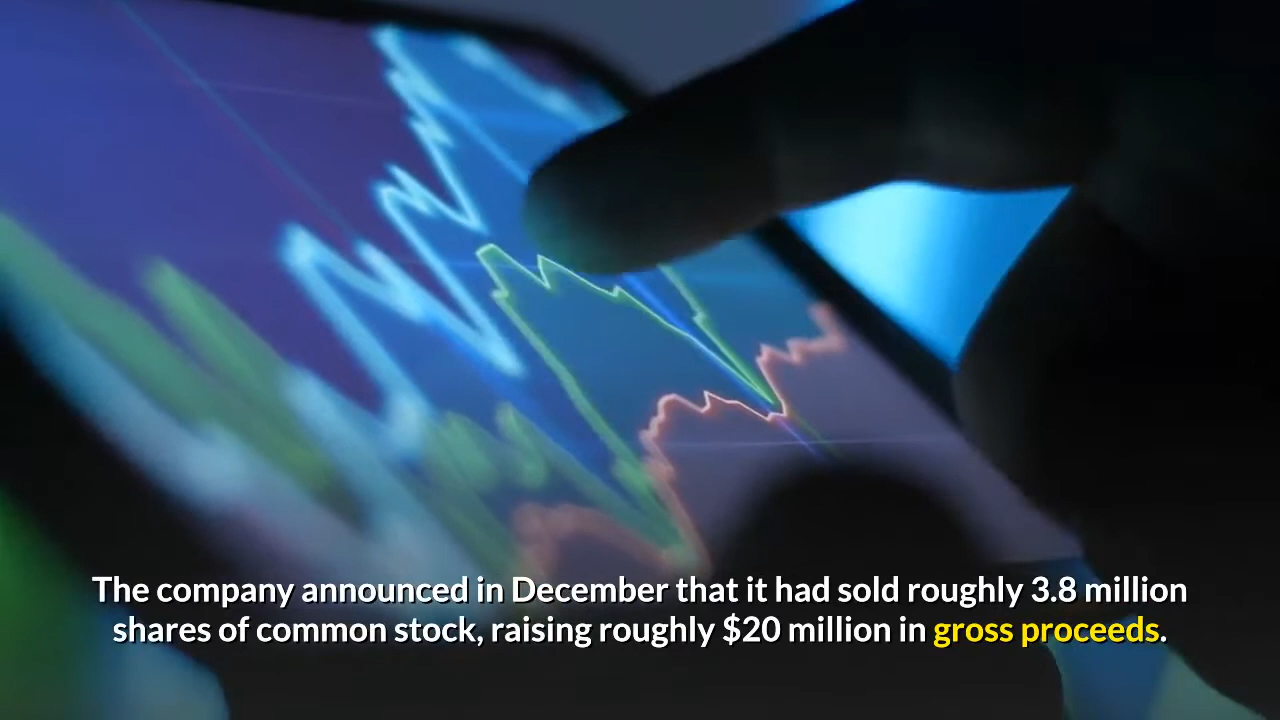 The company announced in December that it had sold roughly 3.8 million
shares of common stock, raising roughly $20 million in gross proceeds.